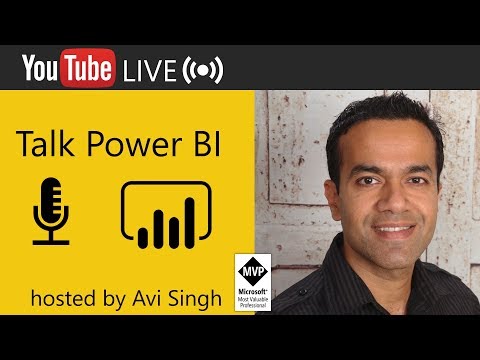 YouTube LIVE
Talk Power BI
hosted by Avi Singh
MVP
Microsoft®
Most Valuable
Professional